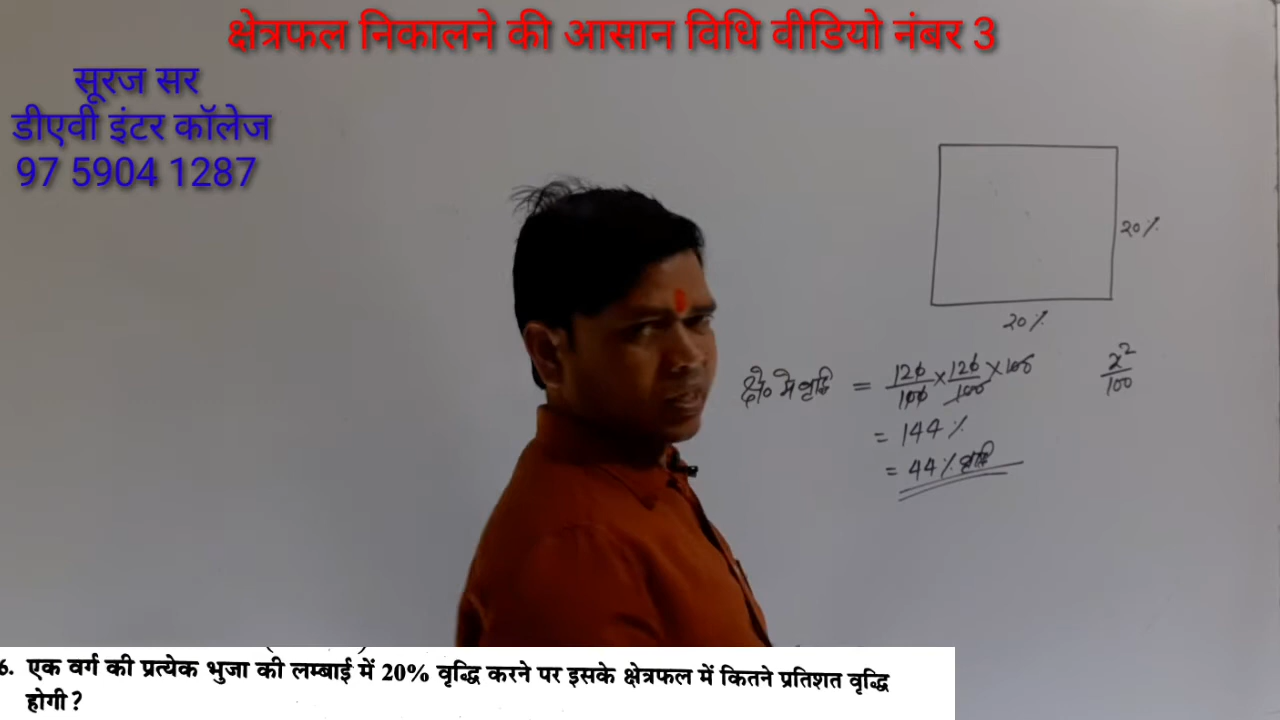 क्षेत्रफल निकालने की आसान विधि वीडियो नंबर 3
सूरज सर
डीएवी इंटर कॉलेज
97 5904 1287
20%
20%
क्षे० मे वृद्धि = 120/100 × 120/100 × 100
x²/100
= 144%
= 44% वृद्धि
6. एक वर्ग की प्रत्येक भुजा की लम्बाई में 20% वृद्धि करने पर इसके क्षेत्रफल में कितने प्रतिशत वृद्धि
होगी ?